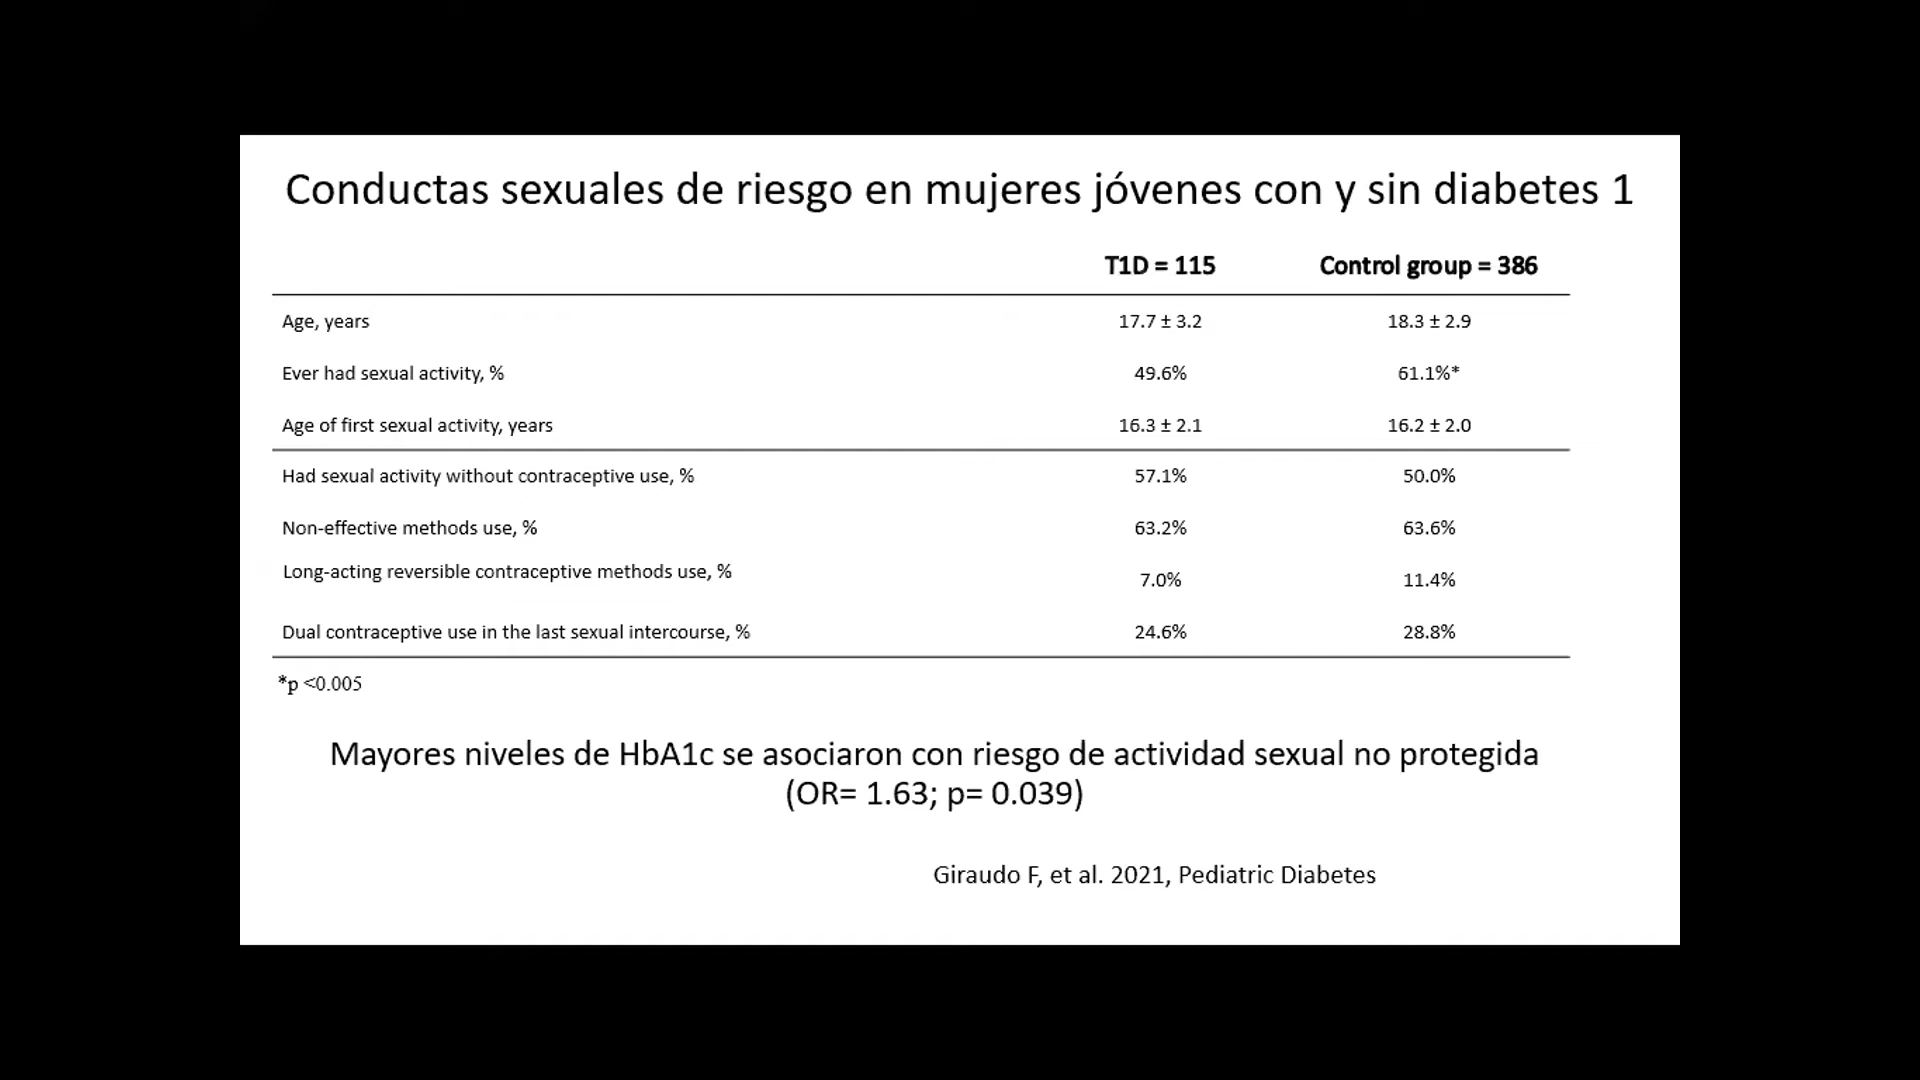 Conductas sexuales de riesgo en mujeres jóvenes con y sin diabetes 1
T1D = 115 Control group = 386
Age, years 17.7 ± 3.2 18.3 ± 2.9
Ever had sexual activity, % 49.6% 61.1%*
Age of first sexual activity, years 16.3 ± 2.1 16.2 ± 2.0
Had sexual activity without contraceptive use, % 57.1% 50.0%
Non-effective methods use, % 63.2% 63.6%
Long-acting reversible contraceptive methods use, % 7.0% 11.4%
Dual contraceptive use in the last sexual intercourse, % 24.6% 28.8%
*p <0.005
Mayores niveles de HbA1c se asociaron con riesgo de actividad sexual no protegida
(OR= 1.63; p= 0.039)
Giraudo F, et al. 2021, Pediatric Diabetes